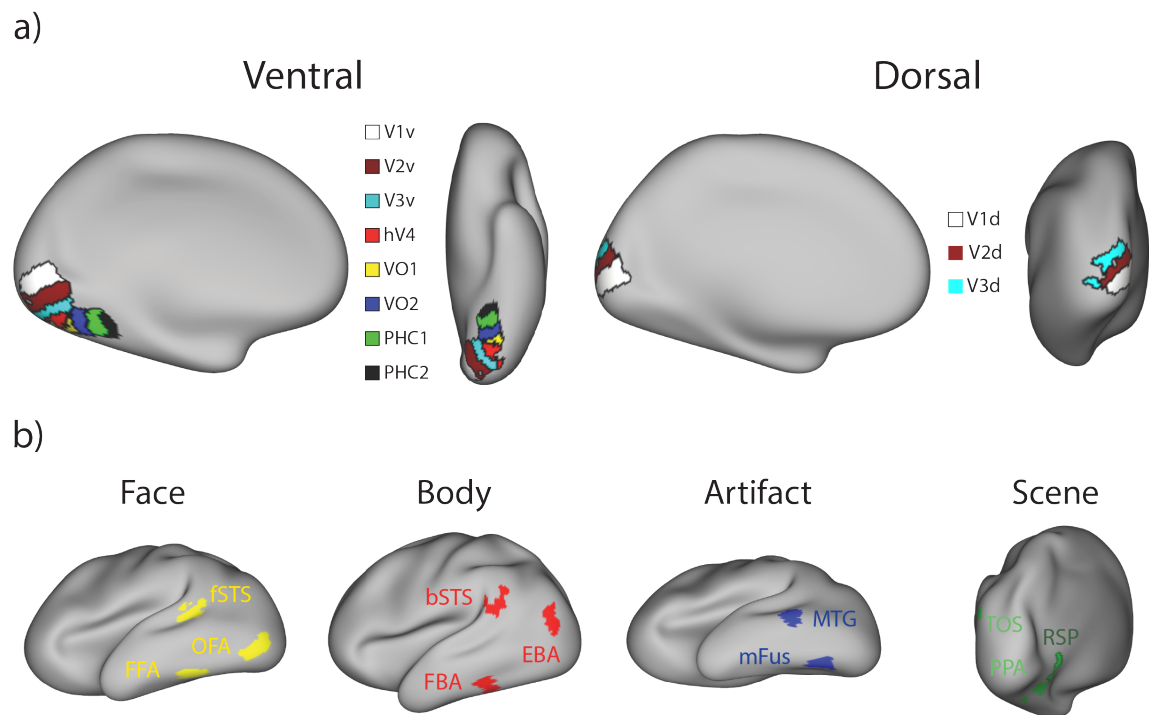 a)
Ventral
Dorsal
V1v
V2v
V3v
hV4
VO1
VO2
PHC1
PHC2
V1d
V2d
V3d
b)
Face
Body
Artifact
Scene
fSTS
OFA
FFA
bSTS
EBA
FBA
MTG
mFus
TOS
RSP
PPA